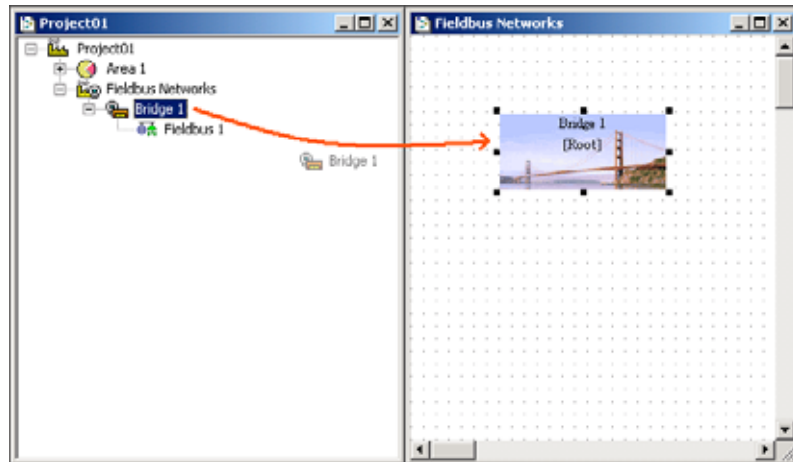 Project01
Project01
Area 1
Fieldbus Networks
Bridge 1
Fieldbus 1
Bridge 1
Fieldbus Networks
Bridge 1
[Root]